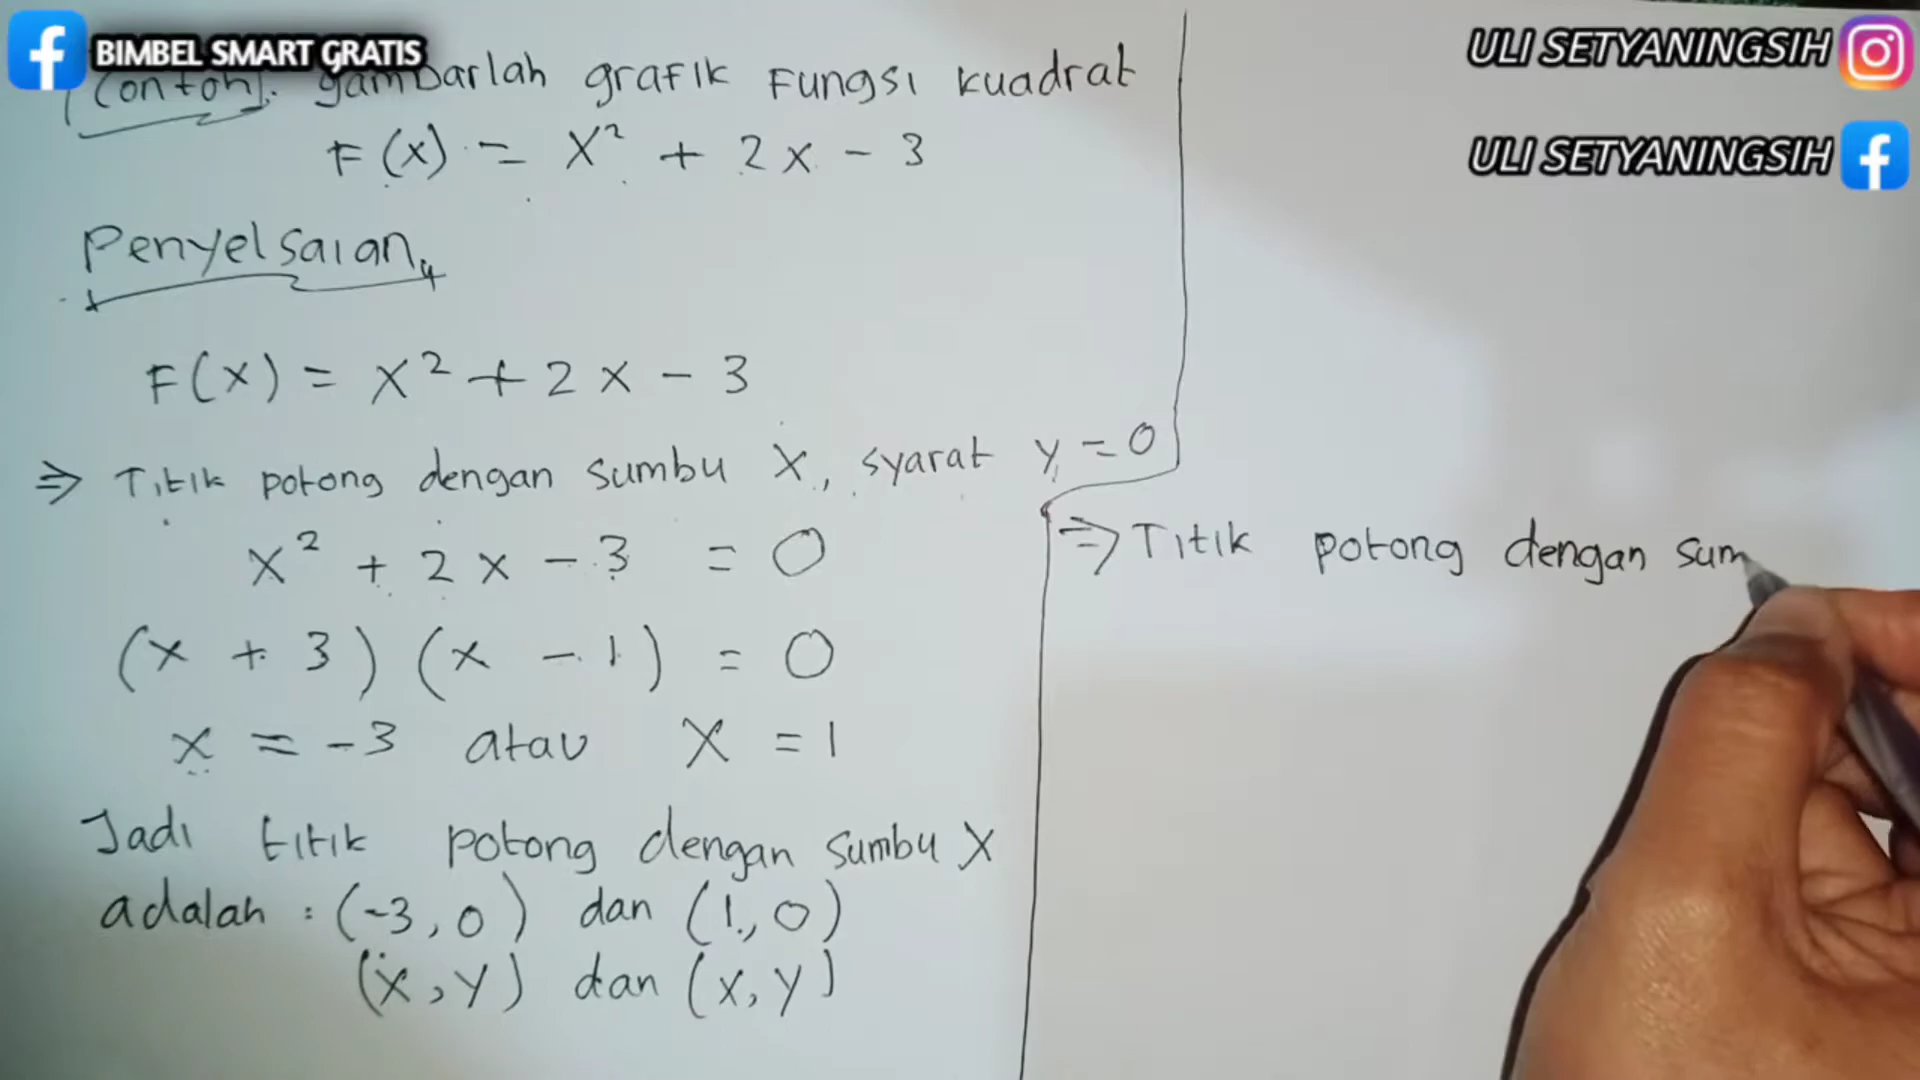 BIMBEL SMART GRATIS
ULI SETYANINGSIH
ULI SETYANINGSIH
Contoh: gambarlah grafik Fungsi kuadrat
F(x) = x² + 2x - 3
Penyelsaian
F(x) = x² + 2x - 3
⇒ Titik potong dengan sumbu X, syarat y = 0
x² + 2x - 3 = 0
(x + 3) (x - 1) = 0
x = -3 atau x = 1
Jadi titik potong dengan sumbu X
adalah : (-3, 0) dan (1, 0)
(x, y) dan (x, y)
⇒ Titik potong dengan sum